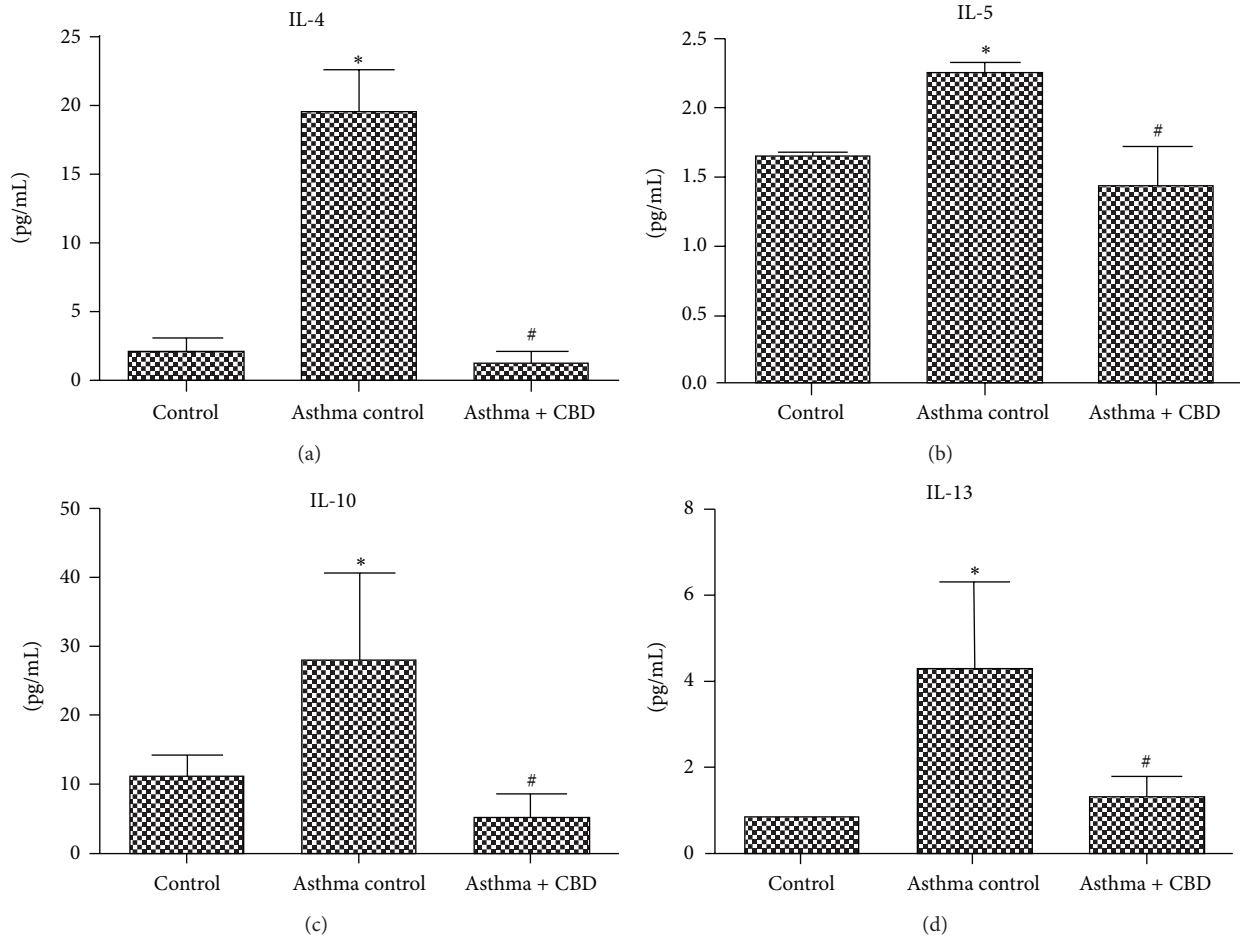 IL-4
25
20
15
10
5
0
(pg/mL)
*
#
Control Asthma control Asthma + CBD
(a)
IL-5
2.5
2.0
1.5
1.0
0.5
0.0
(pg/mL)
*
#
Control Asthma control Asthma + CBD
(b)
IL-10
50
40
30
20
10
0
(pg/mL)
*
#
Control Asthma control Asthma + CBD
(c)
IL-13
8
6
4
2
0
(pg/mL)
*
#
Control Asthma control Asthma + CBD
(d)